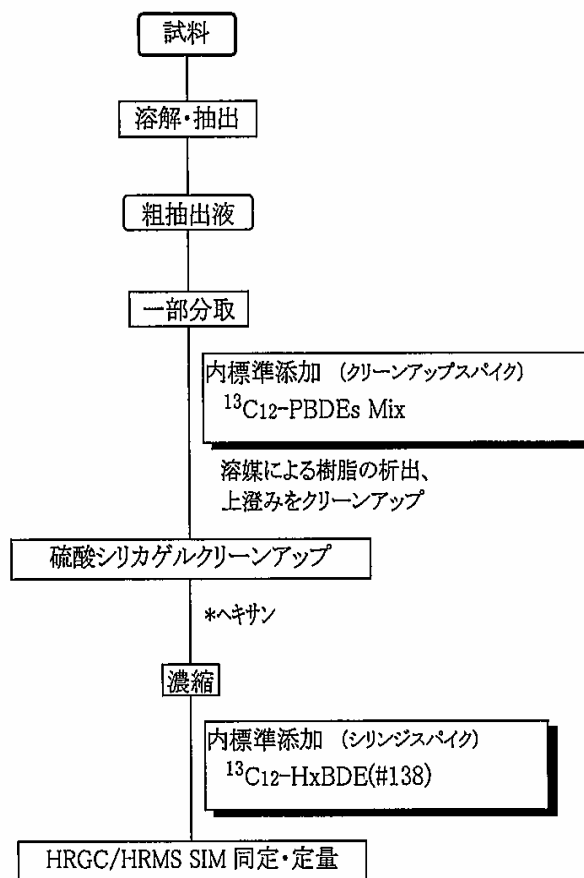 試料
溶解・抽出
粗抽出液
一部分取
内標準添加 (クリーンアップスパイク)
¹³C₁₂-PBDEs Mix
溶媒による樹脂の析出、
上澄みをクリーンアップ
硫酸シリカゲルクリーンアップ
*ヘキサン
濃縮
内標準添加 (シリンジスパイク)
¹³C₁₂-HxBDE(#138)
HRGC/HRMS SIM 同定・定量